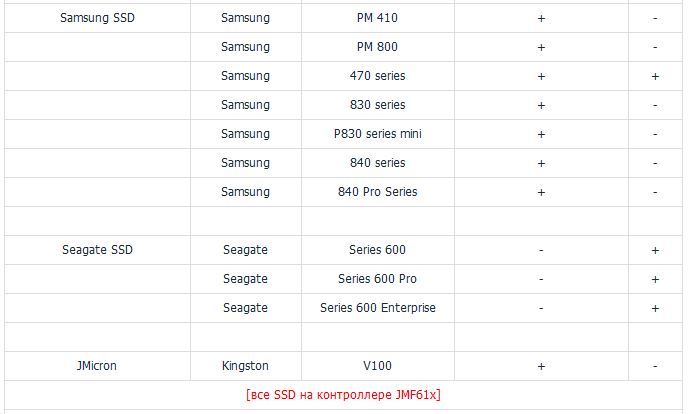 Samsung SSD Samsung PM 410 + -
Samsung PM 800 + -
Samsung 470 series + +
Samsung 830 series + -
Samsung P830 series mini + -
Samsung 840 series + -
Samsung 840 Pro Series + -
Seagate SSD Seagate Series 600 - +
Seagate Series 600 Pro - +
Seagate Series 600 Enterprise - +
JMicron Kingston V100 + -
[все SSD на контроллере JMF61x]